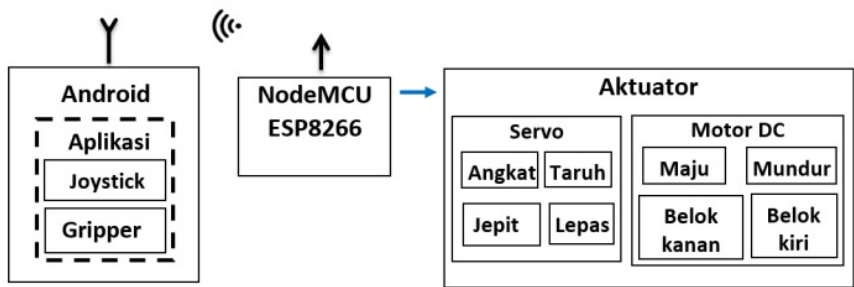 Android
Aplikasi
Joystick
Gripper
NodeMCU
ESP8266
Aktuator
Servo
Angkat
Taruh
Jepit
Lepas
Motor DC
Maju
Mundur
Belok
kanan
Belok
kiri